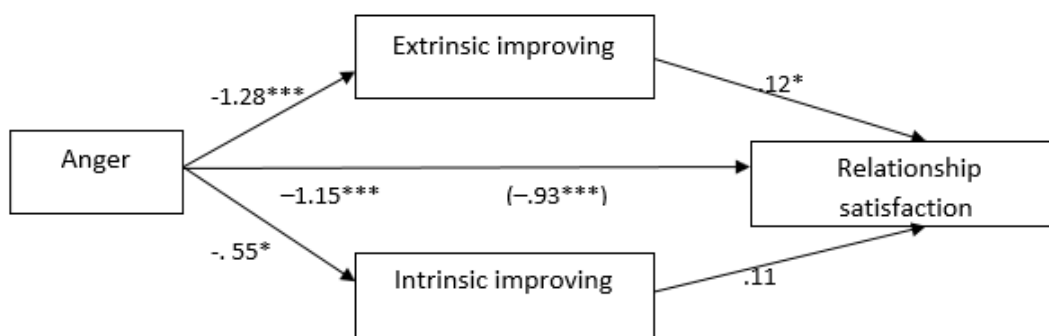 Extrinsic improving
-1.28***
.12*
Anger
Relationship
satisfaction
–1.15***
(–.93***)
-. 55*
Intrinsic improving
.11